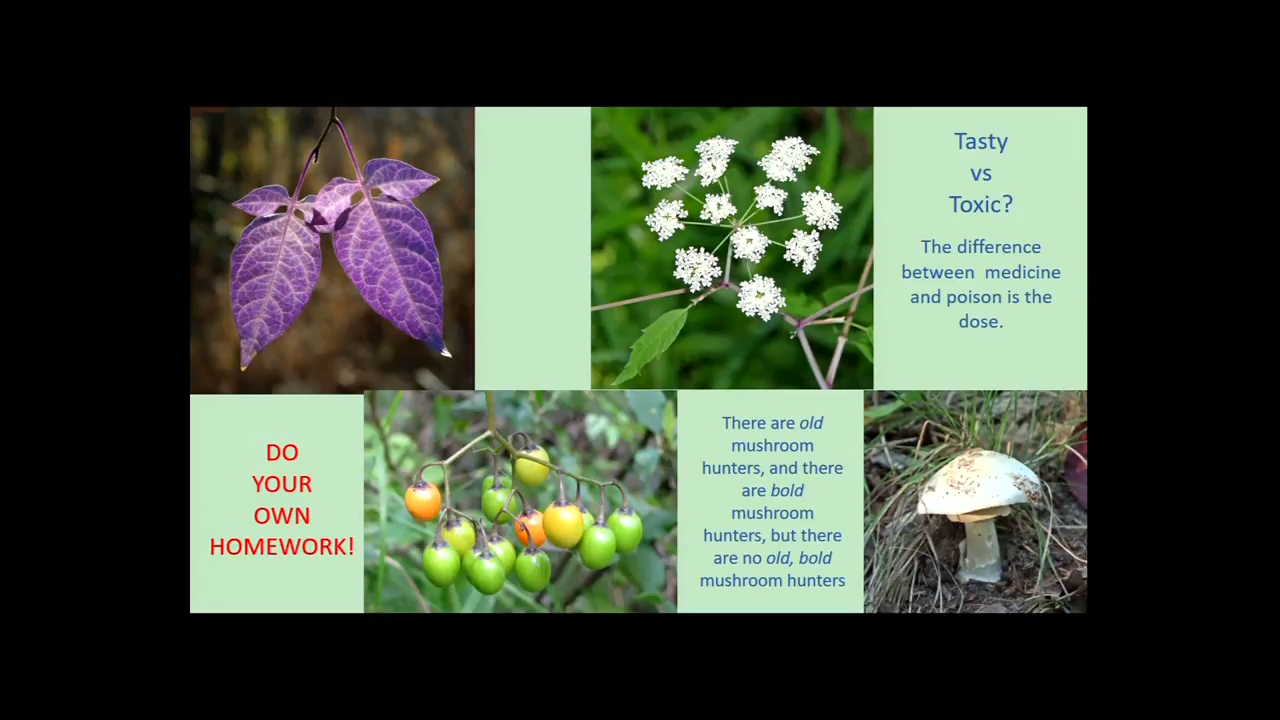 Tasty
vs
Toxic?
The difference
between medicine
and poison is the
dose.
DO
YOUR
OWN
HOMEWORK!
There are old
mushroom
hunters, and there
are bold
mushroom
hunters, but there
are no old, bold
mushroom hunters